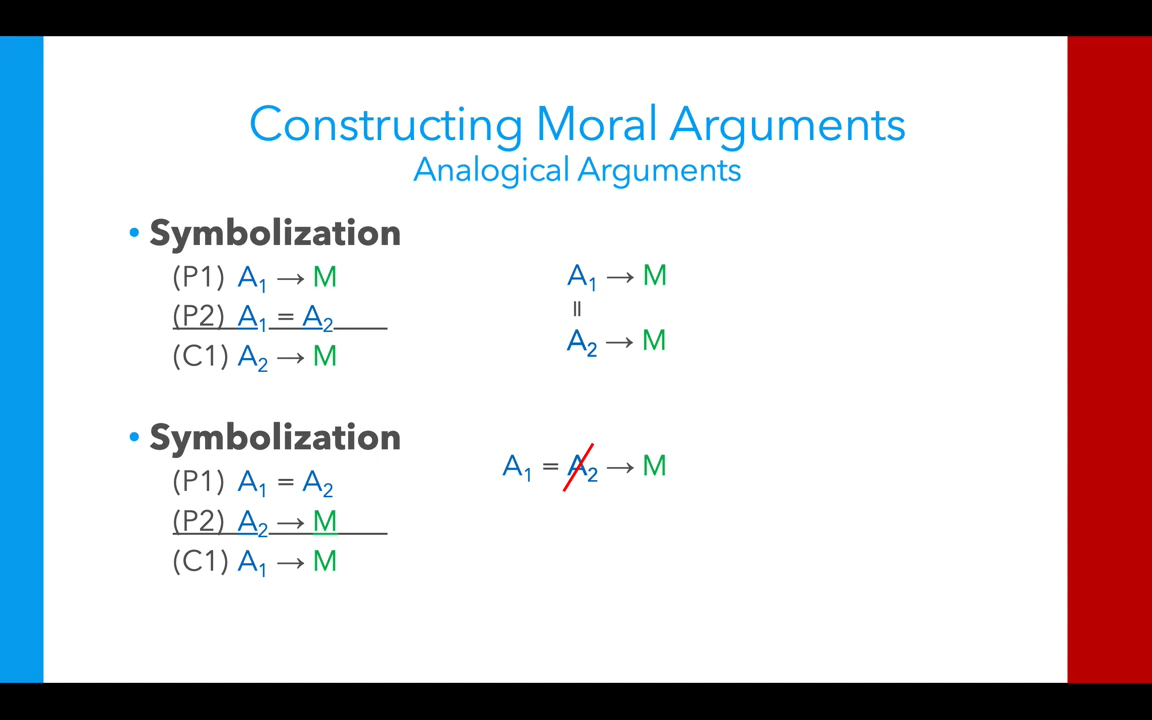 Constructing Moral Arguments
Analogical Arguments
• Symbolization
(P1) A₁ → M
(P2) A₁ = A₂
(C1) A₂ → M
A₁ → M
=
A₂ → M
• Symbolization
(P1) A₁ = A₂
(P2) A₂ → M
(C1) A₁ → M
A₁ = A₂ → M